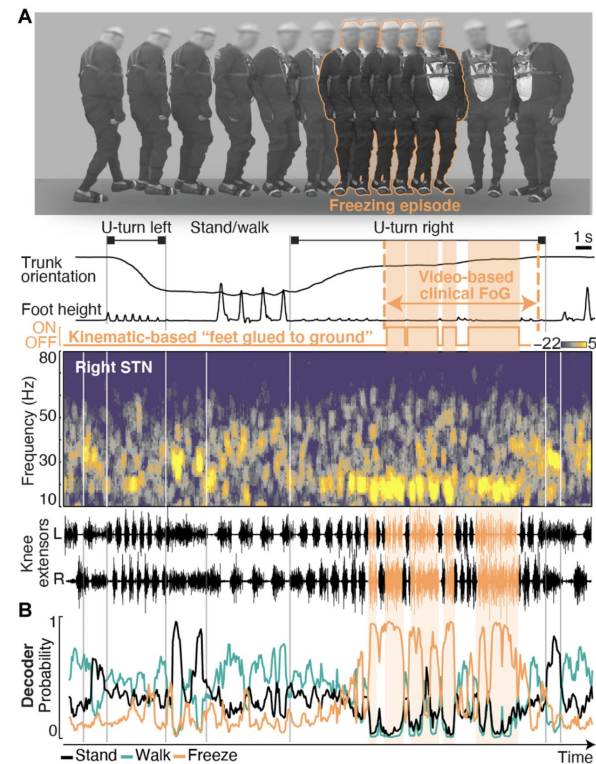 A
Freezing episode
U-turn left Stand/walk U-turn right
1 s
Trunk
orientation
Video-based
clinical FoG
Foot height
ON
OFF
Kinematic-based “feet glued to ground”
−22 5
80
50
30
10
Frequency (Hz)
Right STN
Knee
extensors
L
R
B
1
0
Decoder
Probability
Time
Stand Walk Freeze